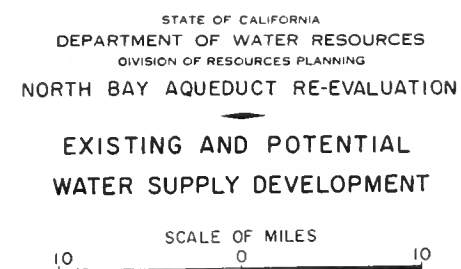 STATE OF CALIFORNIA
DEPARTMENT OF WATER RESOURCES
DIVISION OF RESOURCES PLANNING
NORTH BAY AQUEDUCT RE-EVALUATION
EXISTING AND POTENTIAL
WATER SUPPLY DEVELOPMENT
SCALE OF MILES
10 0 10